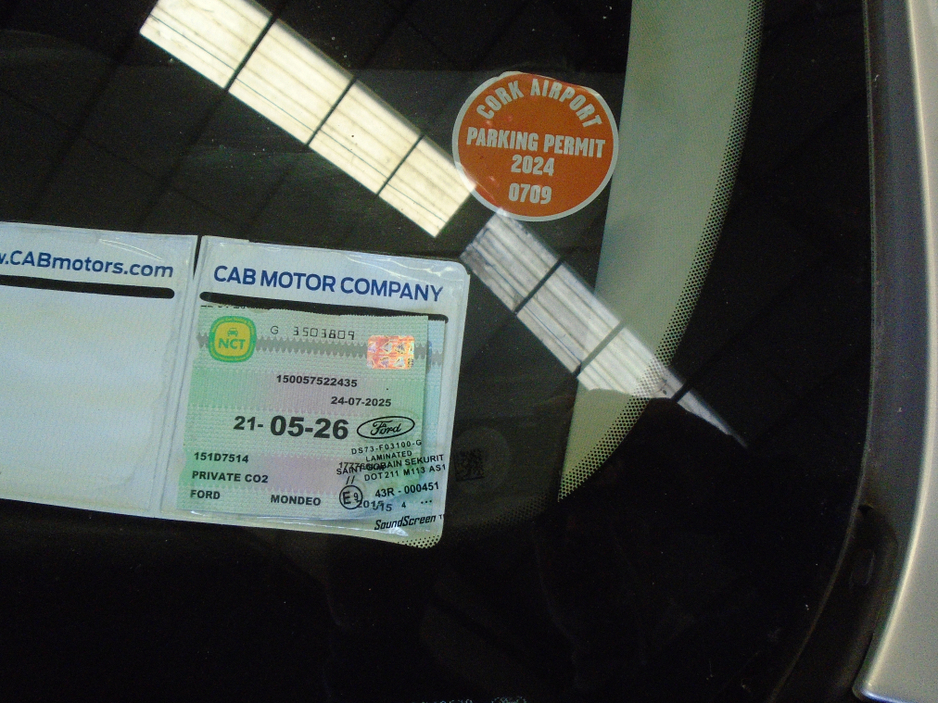 CORK AIRPORT
PARKING PERMIT
2024
0709
w.CABmotors.com
CAB MOTOR COMPANY
NCT
G 3503809
150057522435
24-07-2025
21- 05-26
Ford
DS73-F03100-G
LAMINATED
SAINT-GOBAIN SEKURIT
DOT211 M113 AS1
151D7514
PRIVATE CO2
FORD MONDEO
E9 43R - 000451
SoundScreen